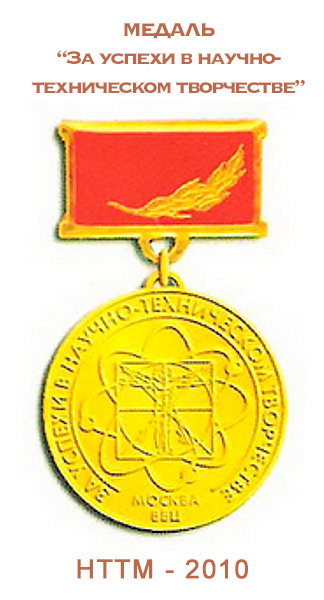 МЕДАЛЬ
“За успехи в научно-
техническом творчестве”
ЗА УСПЕХИ В НАУЧНО-ТЕХНИЧЕСКОМ ТВОРЧЕСТВЕ
МОСКВА
ВВЦ
НТТМ - 2010